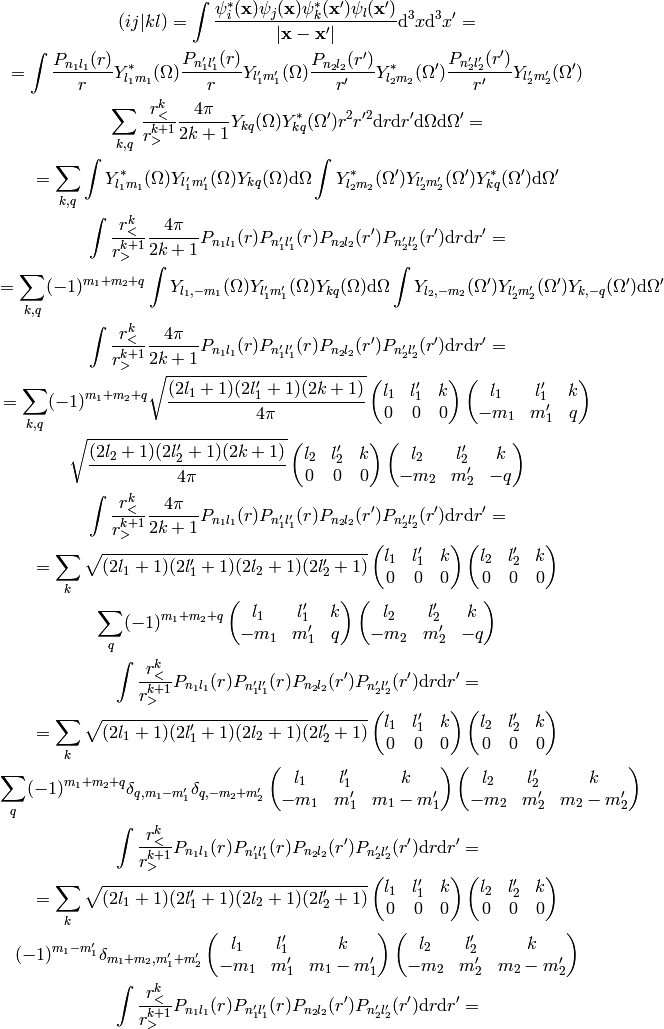 (ij|kl) = \int \frac{\psi_i^*(\mathbf{x})\psi_j(\mathbf{x})\psi_k^*(\mathbf{x}')\psi_l(\mathbf{x}')}{|\mathbf{x}-\mathbf{x}'|} \mathrm{d}^3x\mathrm{d}^3x' =
= \int \frac{P_{n_1l_1}(r)}{r} Y_{l_1m_1}^*(\Omega) \frac{P_{n_1'l_1'}(r)}{r} Y_{l_1'm_1'}(\Omega) \frac{P_{n_2l_2}(r')}{r'} Y_{l_2m_2}^*(\Omega') \frac{P_{n_2'l_2'}(r')}{r'} Y_{l_2'm_2'}(\Omega')
\sum_{k,q} \frac{r_<^k}{r_>^{k+1}} \frac{4\pi}{2k+1} Y_{kq}(\Omega) Y_{kq}^*(\Omega') r^2 r'^2 \mathrm{d}r\mathrm{d}r'\mathrm{d}\Omega\mathrm{d}\Omega' =
= \sum_{k,q} \int Y_{l_1m_1}^*(\Omega) Y_{l_1'm_1'}(\Omega) Y_{kq}(\Omega) \mathrm{d}\Omega \int Y_{l_2m_2}^*(\Omega') Y_{l_2'm_2'}(\Omega') Y_{kq}^*(\Omega') \mathrm{d}\Omega'
\int \frac{r_<^k}{r_>^{k+1}} \frac{4\pi}{2k+1} P_{n_1l_1}(r) P_{n_1'l_1'}(r) P_{n_2l_2}(r') P_{n_2'l_2'}(r') \mathrm{d}r\mathrm{d}r' =
= \sum_{k,q} (-1)^{m_1+m_2+q} \int Y_{l_1,-m_1}(\Omega) Y_{l_1'm_1'}(\Omega) Y_{kq}(\Omega) \mathrm{d}\Omega \int Y_{l_2,-m_2}(\Omega') Y_{l_2'm_2'}(\Omega') Y_{k,-q}(\Omega') \mathrm{d}\Omega'
\int \frac{r_<^k}{r_>^{k+1}} \frac{4\pi}{2k+1} P_{n_1l_1}(r) P_{n_1'l_1'}(r) P_{n_2l_2}(r') P_{n_2'l_2'}(r') \mathrm{d}r\mathrm{d}r' =
= \sum_{k,q} (-1)^{m_1+m_2+q} \sqrt{\frac{(2l_1+1)(2l_1'+1)(2k+1)}{4\pi}} \begin{pmatrix} l_1 & l_1' & k \\ 0 & 0 & 0 \end{pmatrix} \begin{pmatrix} l_1 & l_1' & k \\ -m_1 & m_1' & q \end{pmatrix}
\sqrt{\frac{(2l_2+1)(2l_2'+1)(2k+1)}{4\pi}} \begin{pmatrix} l_2 & l_2' & k \\ 0 & 0 & 0 \end{pmatrix} \begin{pmatrix} l_2 & l_2' & k \\ -m_2 & m_2' & -q \end{pmatrix}
\int \frac{r_<^k}{r_>^{k+1}} \frac{4\pi}{2k+1} P_{n_1l_1}(r) P_{n_1'l_1'}(r) P_{n_2l_2}(r') P_{n_2'l_2'}(r') \mathrm{d}r\mathrm{d}r' =
= \sum_k \sqrt{(2l_1+1)(2l_1'+1)(2l_2+1)(2l_2'+1)} \begin{pmatrix} l_1 & l_1' & k \\ 0 & 0 & 0 \end{pmatrix} \begin{pmatrix} l_2 & l_2' & k \\ 0 & 0 & 0 \end{pmatrix}
\sum_q (-1)^{m_1+m_2+q} \begin{pmatrix} l_1 & l_1' & k \\ -m_1 & m_1' & q \end{pmatrix} \begin{pmatrix} l_2 & l_2' & k \\ -m_2 & m_2' & -q \end{pmatrix}
\int \frac{r_<^k}{r_>^{k+1}} P_{n_1l_1}(r) P_{n_1'l_1'}(r) P_{n_2l_2}(r') P_{n_2'l_2'}(r') \mathrm{d}r\mathrm{d}r' =
= \sum_k \sqrt{(2l_1+1)(2l_1'+1)(2l_2+1)(2l_2'+1)} \begin{pmatrix} l_1 & l_1' & k \\ 0 & 0 & 0 \end{pmatrix} \begin{pmatrix} l_2 & l_2' & k \\ 0 & 0 & 0 \end{pmatrix}
\sum_q (-1)^{m_1+m_2+q} \delta_{q,m_1-m_1'} \delta_{q,-m_2+m_2'} \begin{pmatrix} l_1 & l_1' & k \\ -m_1 & m_1' & m_1-m_1' \end{pmatrix} \begin{pmatrix} l_2 & l_2' & k \\ -m_2 & m_2' & m_2-m_2' \end{pmatrix}
\int \frac{r_<^k}{r_>^{k+1}} P_{n_1l_1}(r) P_{n_1'l_1'}(r) P_{n_2l_2}(r') P_{n_2'l_2'}(r') \mathrm{d}r\mathrm{d}r' =
= \sum_k \sqrt{(2l_1+1)(2l_1'+1)(2l_2+1)(2l_2'+1)} \begin{pmatrix} l_1 & l_1' & k \\ 0 & 0 & 0 \end{pmatrix} \begin{pmatrix} l_2 & l_2' & k \\ 0 & 0 & 0 \end{pmatrix}
(-1)^{m_1-m_1'} \delta_{m_1+m_2,m_1'+m_2'} \begin{pmatrix} l_1 & l_1' & k \\ -m_1 & m_1' & m_1-m_1' \end{pmatrix} \begin{pmatrix} l_2 & l_2' & k \\ -m_2 & m_2' & m_2-m_2' \end{pmatrix}
\int \frac{r_<^k}{r_>^{k+1}} P_{n_1l_1}(r) P_{n_1'l_1'}(r) P_{n_2l_2}(r') P_{n_2'l_2'}(r') \mathrm{d}r\mathrm{d}r' =